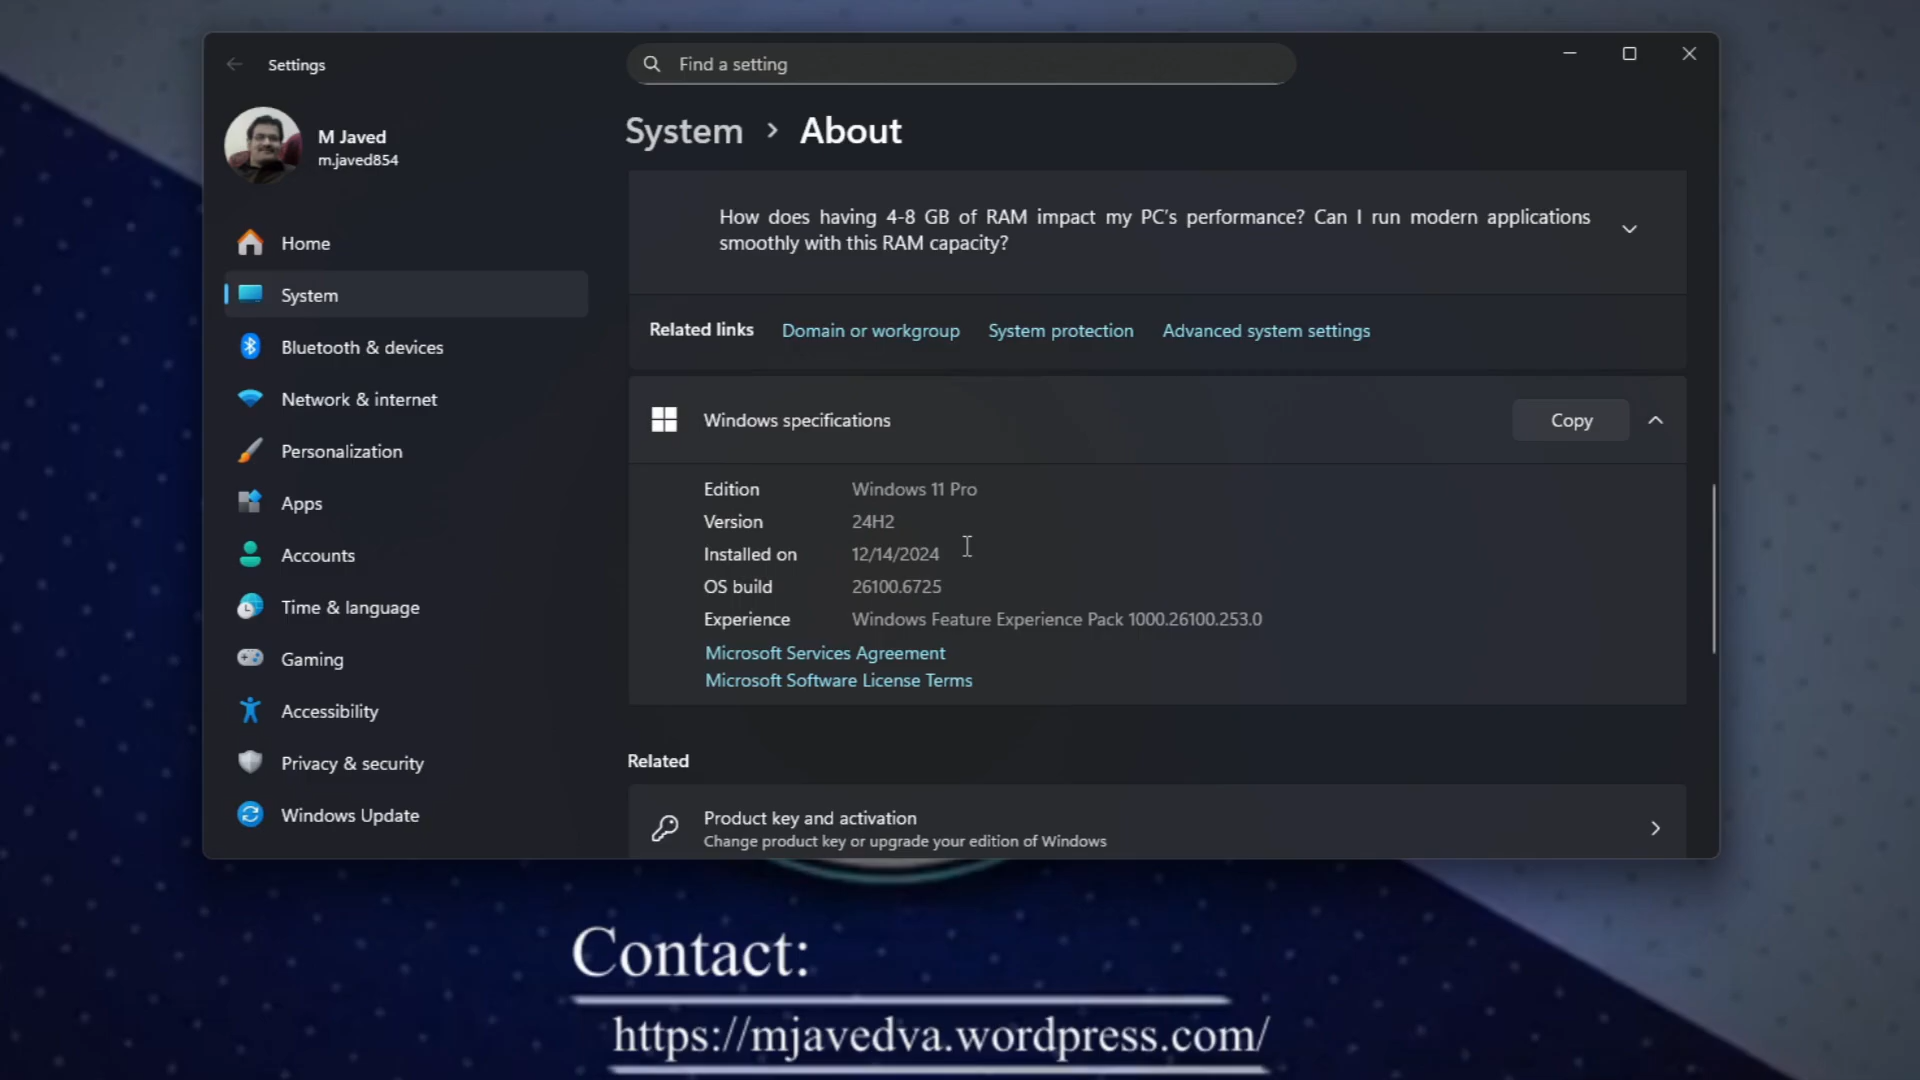 Settings
Find a setting
M Javed
m.javed854
System > About
Home
System
Bluetooth & devices
Network & internet
Personalization
Apps
Accounts
Time & language
Gaming
Accessibility
Privacy & security
Windows Update
How does having 4-8 GB of RAM impact my PC's performance? Can I run modern applications
smoothly with this RAM capacity?
Related links Domain or workgroup System protection Advanced system settings
Windows specifications Copy
Edition Windows 11 Pro
Version 24H2
Installed on 12/14/2024
OS build 26100.6725
Experience Windows Feature Experience Pack 1000.26100.253.0
Microsoft Services Agreement
Microsoft Software License Terms
Related
Product key and activation
Change product key or upgrade your edition of Windows
Contact:
https://mjavedva.wordpress.com/